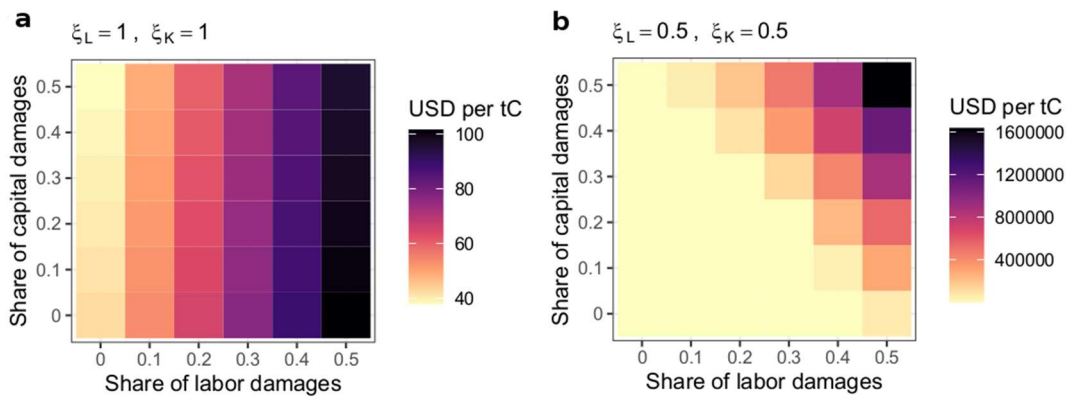 a
ξL = 1 , ξK = 1
Share of capital damages
0.5
0.4
0.3
0.2
0.1
0
0 0.1 0.2 0.3 0.4 0.5
Share of labor damages
USD per tC
100
80
60
40
b
ξL = 0.5 , ξK = 0.5
Share of capital damages
0.5
0.4
0.3
0.2
0.1
0
0 0.1 0.2 0.3 0.4 0.5
Share of labor damages
USD per tC
1600000
1200000
800000
400000